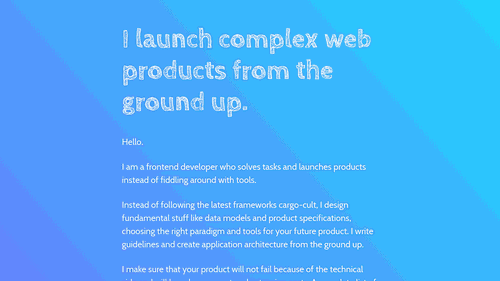 I launch complex web
products from the
ground up.
Hello.
I am a frontend developer who solves tasks and launches products
instead of fiddling around with tools.
Instead of following the latest frameworks cargo-cult, I design
fundamental stuff like data models and product specifications,
choosing the right paradigm and tools for your future product. I write
guidelines and create application architecture from the ground up.
I make sure that your product will not fail because of the technical